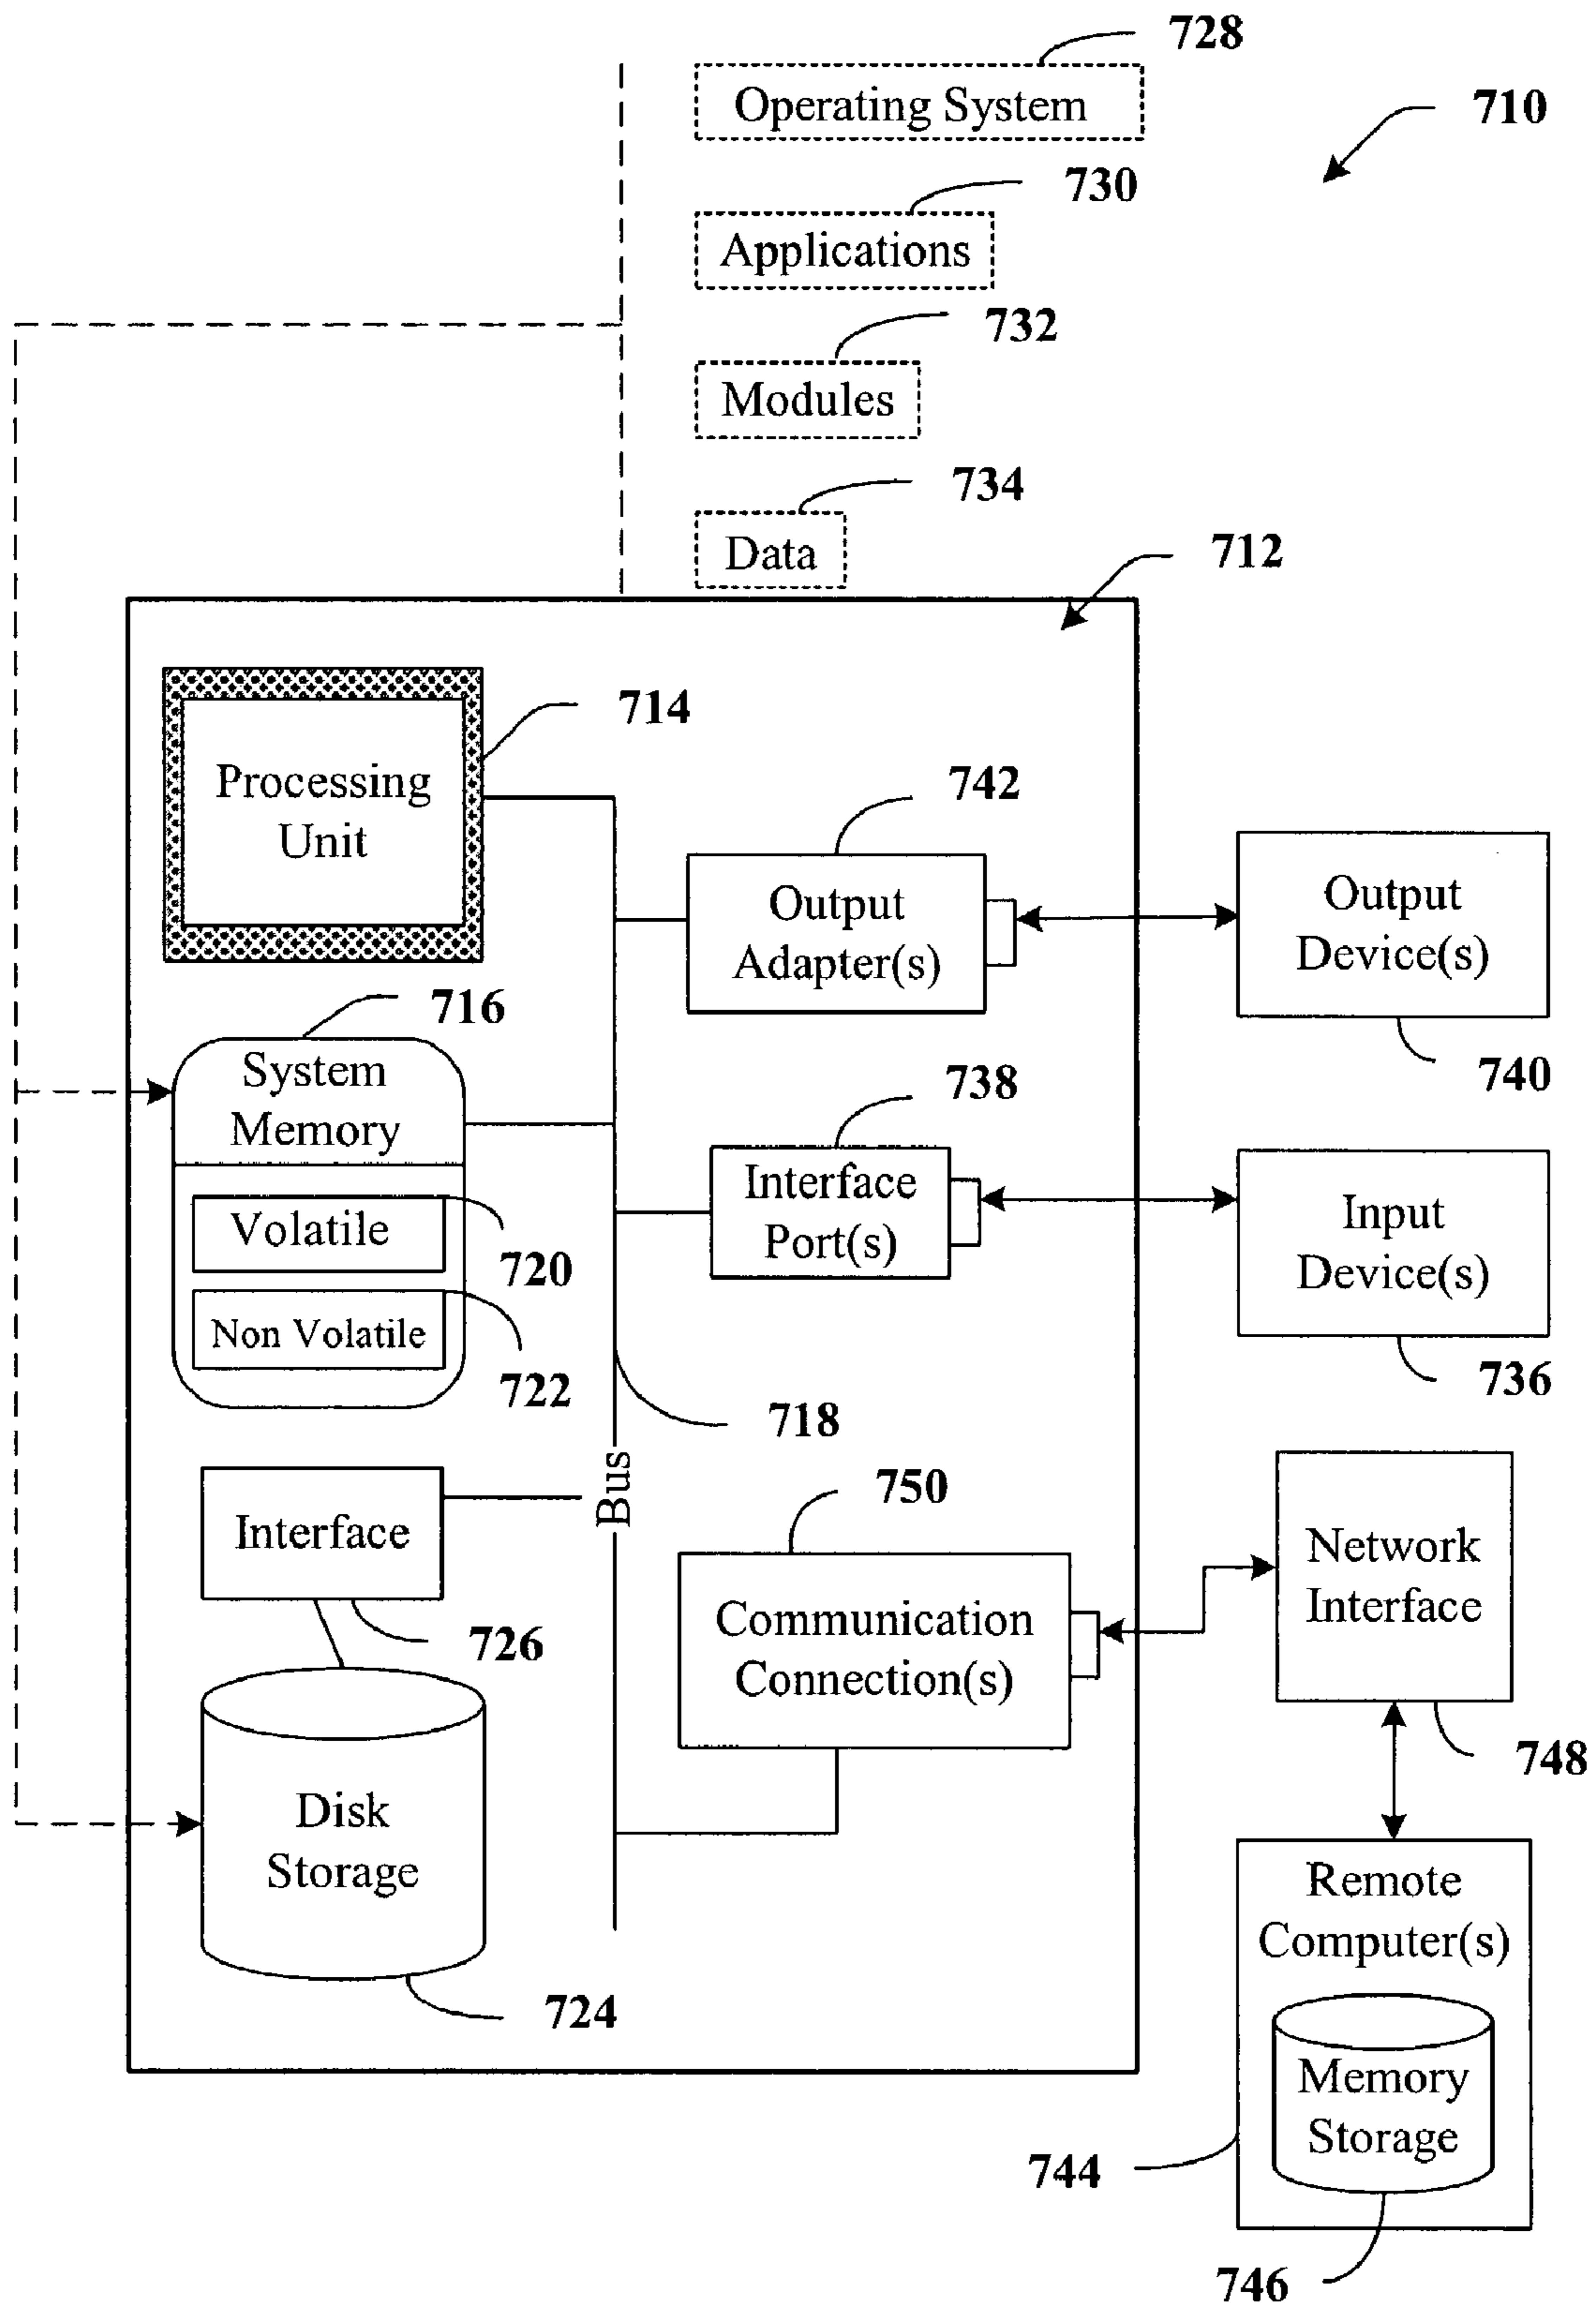 728
Operating System
710
730
Applications
732
Modules
734
Data
712
714
Processing
Unit
742
Output
Adapter(s)
Output
Device(s)
740
716
System
Memory
738
Interface
Port(s)
Input
Device(s)
736
Volatile
720
Non Volatile
722
718
Bus
750
Interface
726
Communication
Connection(s)
Network
Interface
748
Disk
Storage
724
Remote
Computer(s)
Memory
Storage
744
746